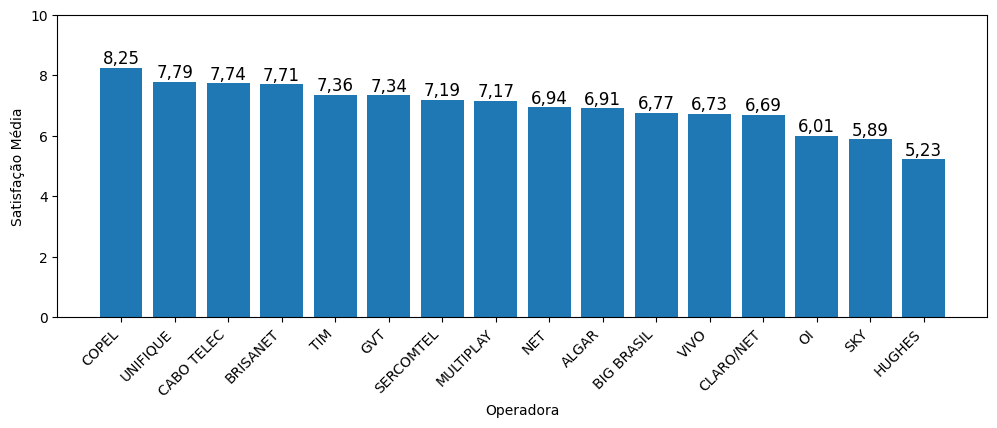 10
8
6
4
2
0
Satisfação Média
8,25
7,79
7,74
7,71
7,36
7,34
7,19
7,17
6,94
6,91
6,77
6,73
6,69
6,01
5,89
5,23
COPEL
UNIFIQUE
CABO TELEC
BRISANET
TIM
GVT
SERCOMTEL
MULTIPLAY
NET
ALGAR
BIG BRASIL
VIVO
CLARO/NET
OI
SKY
HUGHES
Operadora